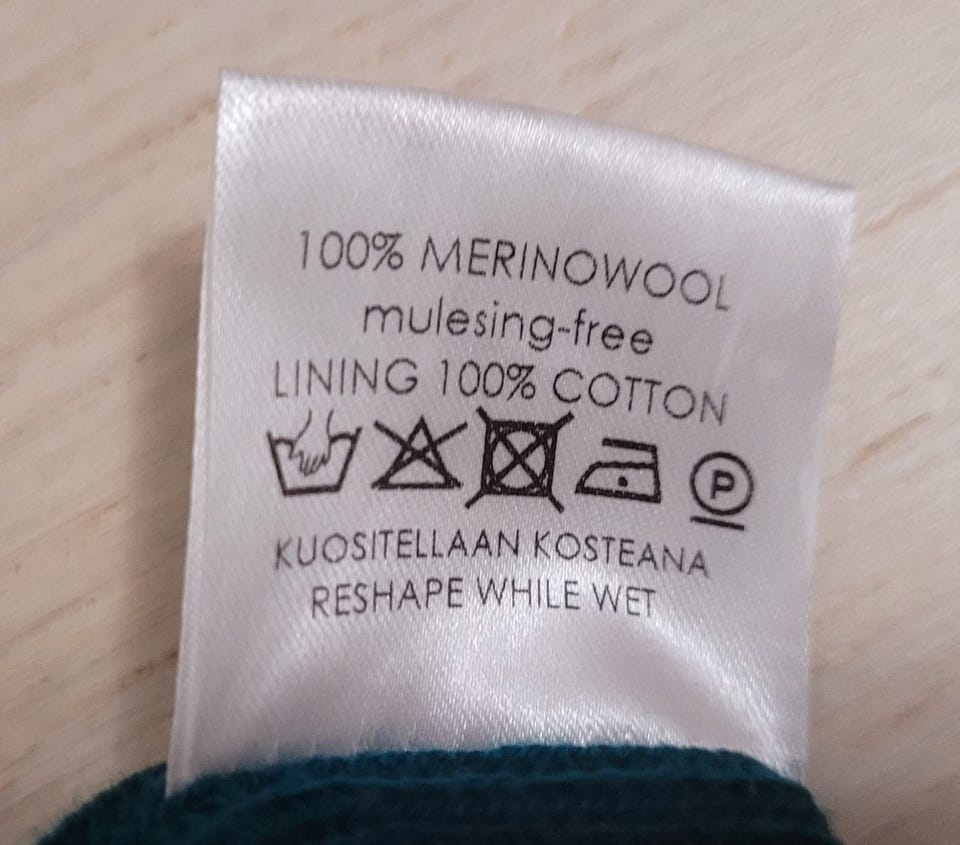 100% MERINOWOOL
mulesing-free
LINING 100% COTTON
P
KUOSITELLAAN KOSTEANA
RESHAPE WHILE WET